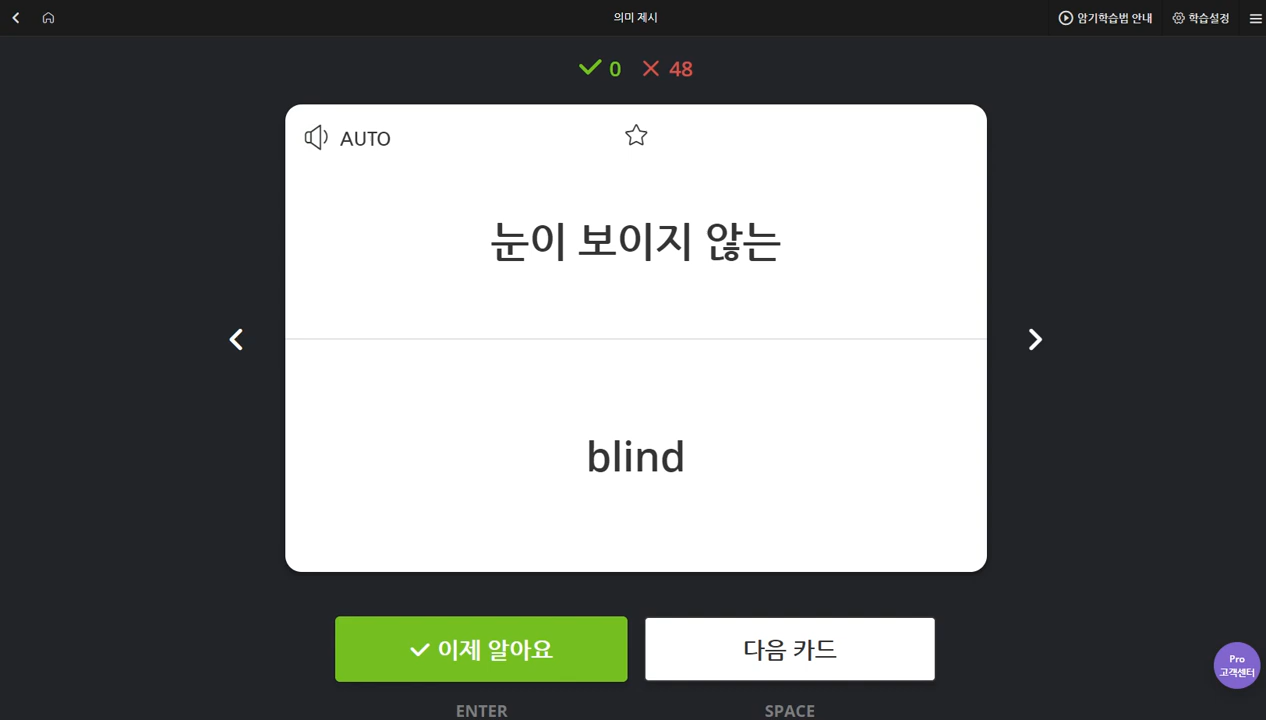 의미 제시
암기학습법 안내
학습설정
0
48
AUTO
눈이 보이지 않는
blind
이제 알아요
다음 카드
ENTER
SPACE
Pro
고객센터